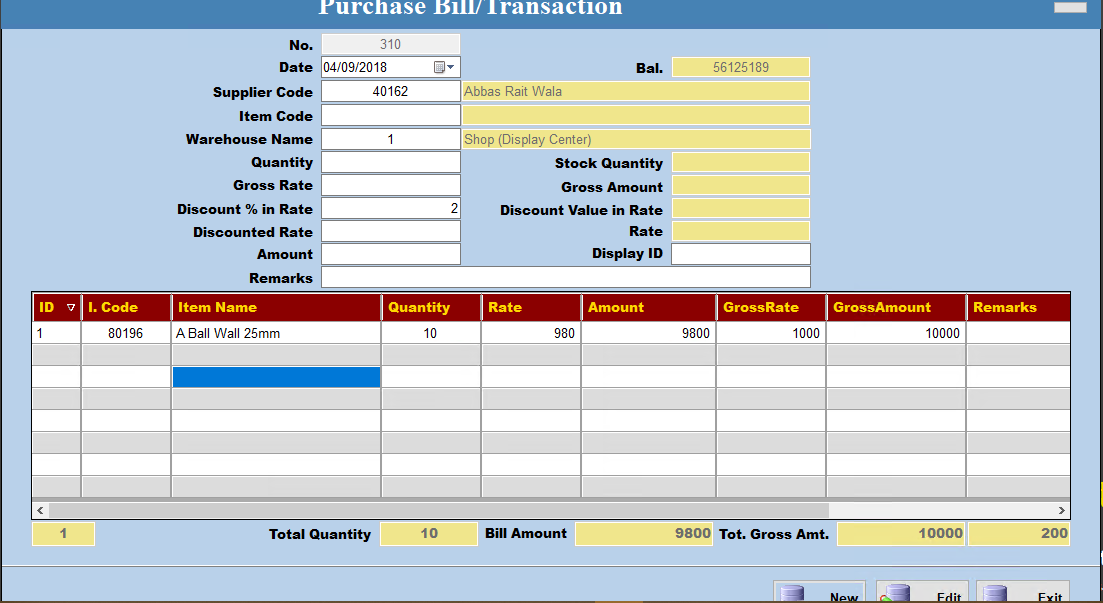 Purchase Bill/Transaction
No. 310
Date 04/09/2018 Bal. 56125189
Supplier Code 40162 Abbas Rait Wala
Item Code
Warehouse Name 1 Shop (Display Center)
Quantity Stock Quantity
Gross Rate Gross Amount
Discount % in Rate 2 Discount Value in Rate
Discounted Rate Rate
Amount Display ID
Remarks
ID I. Code Item Name Quantity Rate Amount GrossRate GrossAmount Remarks
1 80196 A Ball Wall 25mm 10 980 9800 1000 10000
1 Total Quantity 10 Bill Amount 9800 Tot. Gross Amt. 10000 200
New Edit Exit